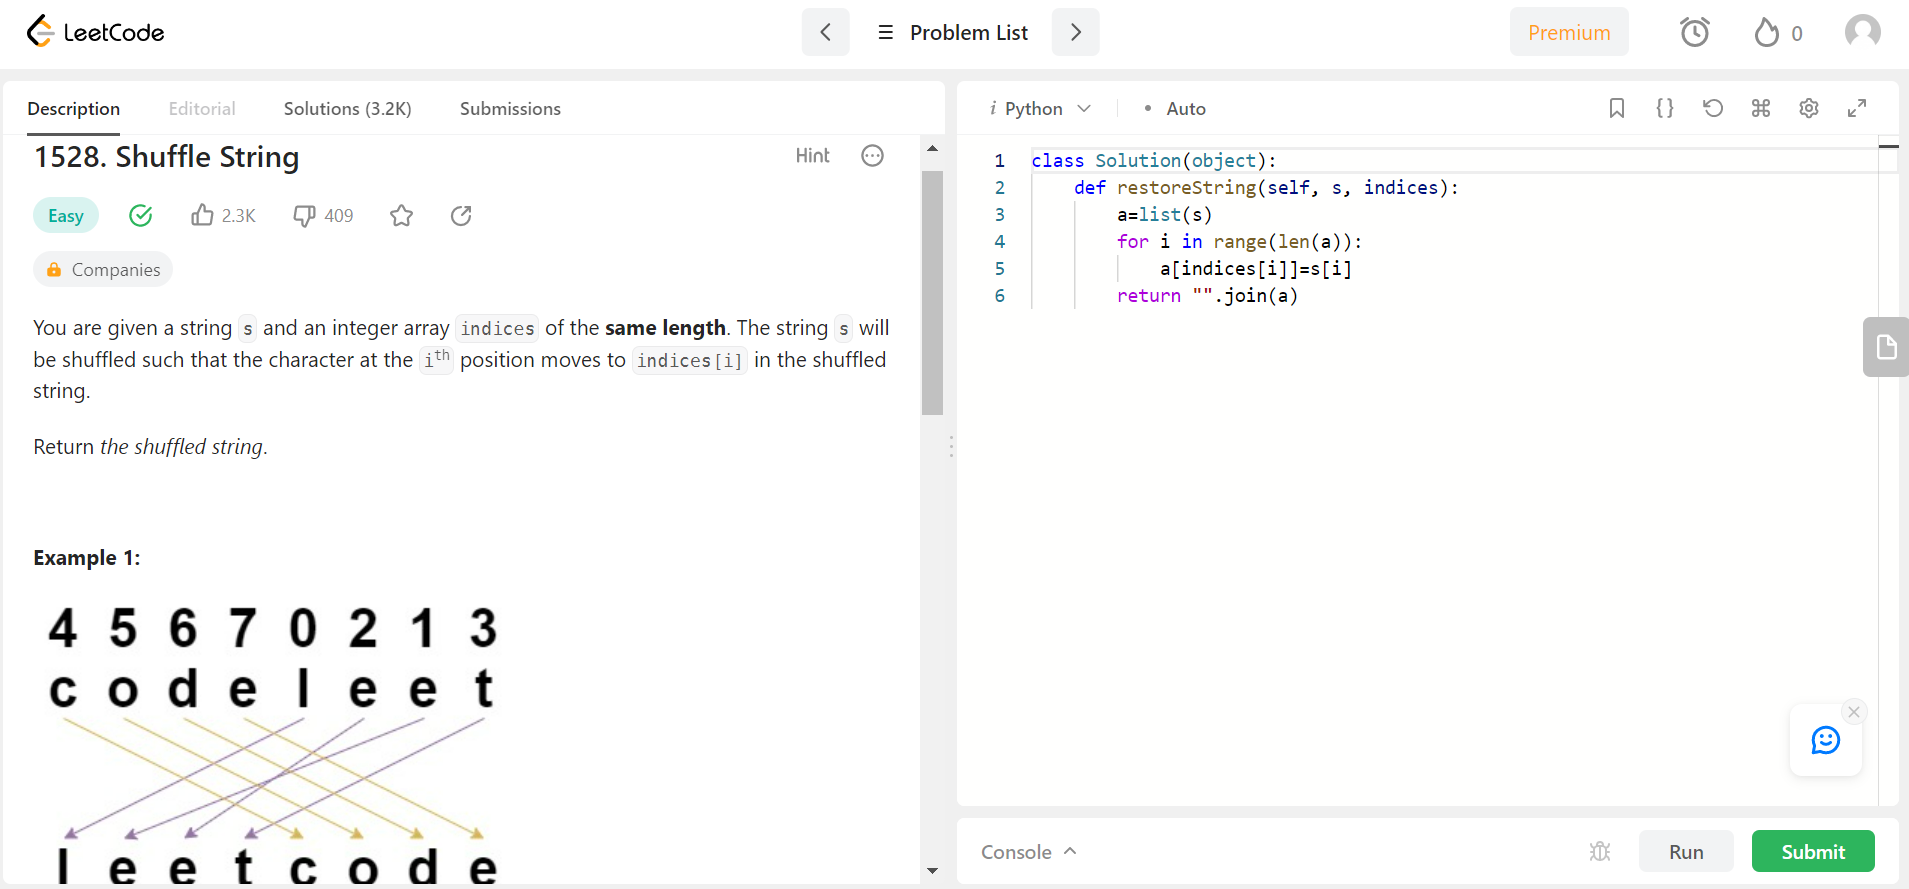 LeetCode
Problem List
Premium
0
Description Editorial Solutions (3.2K) Submissions
1528. Shuffle String
Hint
Easy 2.3K 409
Companies
You are given a string s and an integer array indices of the same length. The string s will
be shuffled such that the character at the ith position moves to indices[i] in the shuffled
string.
Return the shuffled string.
Example 1:
4 5 6 7 0 2 1 3
c o d e l e e t
l e e t c o d e
i Python • Auto
1 class Solution(object):
2 def restoreString(self, s, indices):
3 a=list(s)
4 for i in range(len(a)):
5 a[indices[i]]=s[i]
6 return "".join(a)
Console
Run
Submit